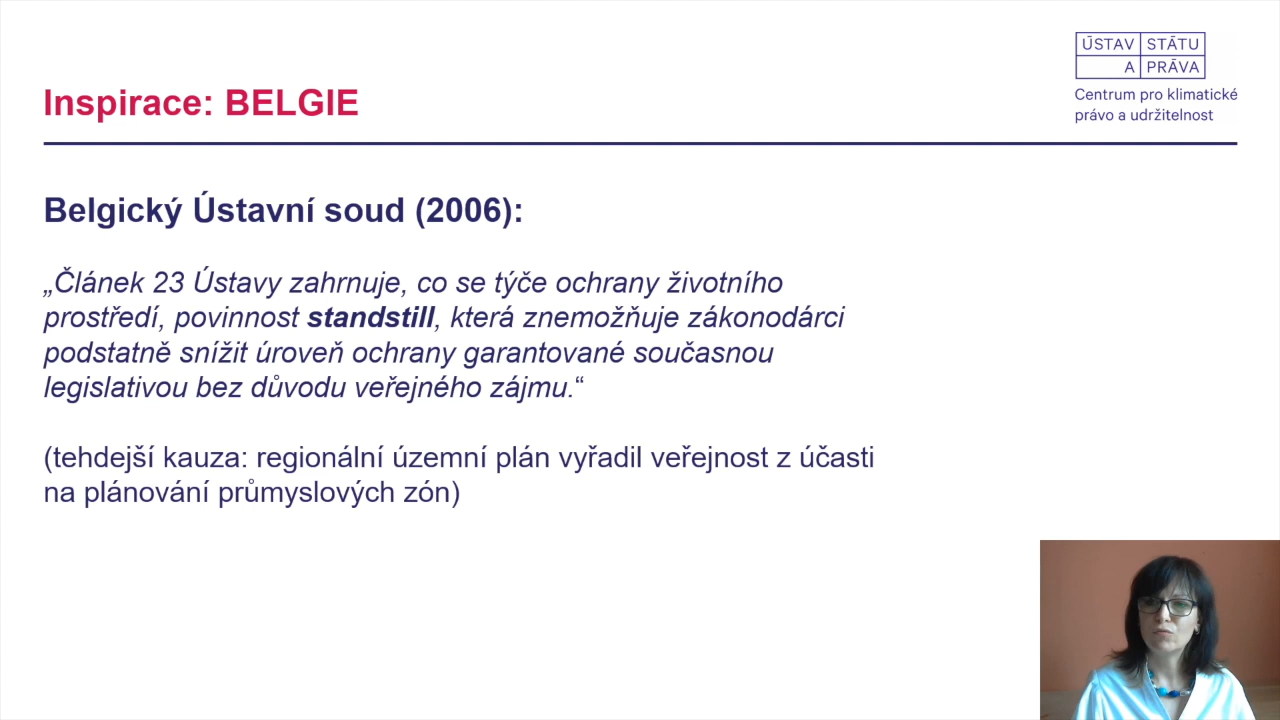 ÚSTAV STÁTU
A PRÁVA
Centrum pro klimatické
právo a udržitelnost
Inspirace: BELGIE
Belgický Ústavní soud (2006):
„Článek 23 Ústavy zahrnuje, co se týče ochrany životního
prostředí, povinnost standstill, která znemožňuje zákonodárci
podstatně snížit úroveň ochrany garantované současnou
legislativou bez důvodu veřejného zájmu.“
(tehdejší kauza: regionální územní plán vyřadil veřejnost z účasti
na plánování průmyslových zón)